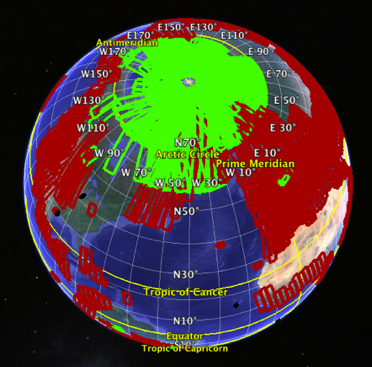 E150° E130°
E170° E110°
Antimeridian
W170° E 90°
W150° E 70°
W130° E 50°
W110° E 30°
N70°
W 90° Arctic Circle E 10°
Prime Meridian
W 70° W 50° W 30° W 10°
N50°
N30°
Tropic of Cancer
N10°
Equator
Tropic of Capricorn